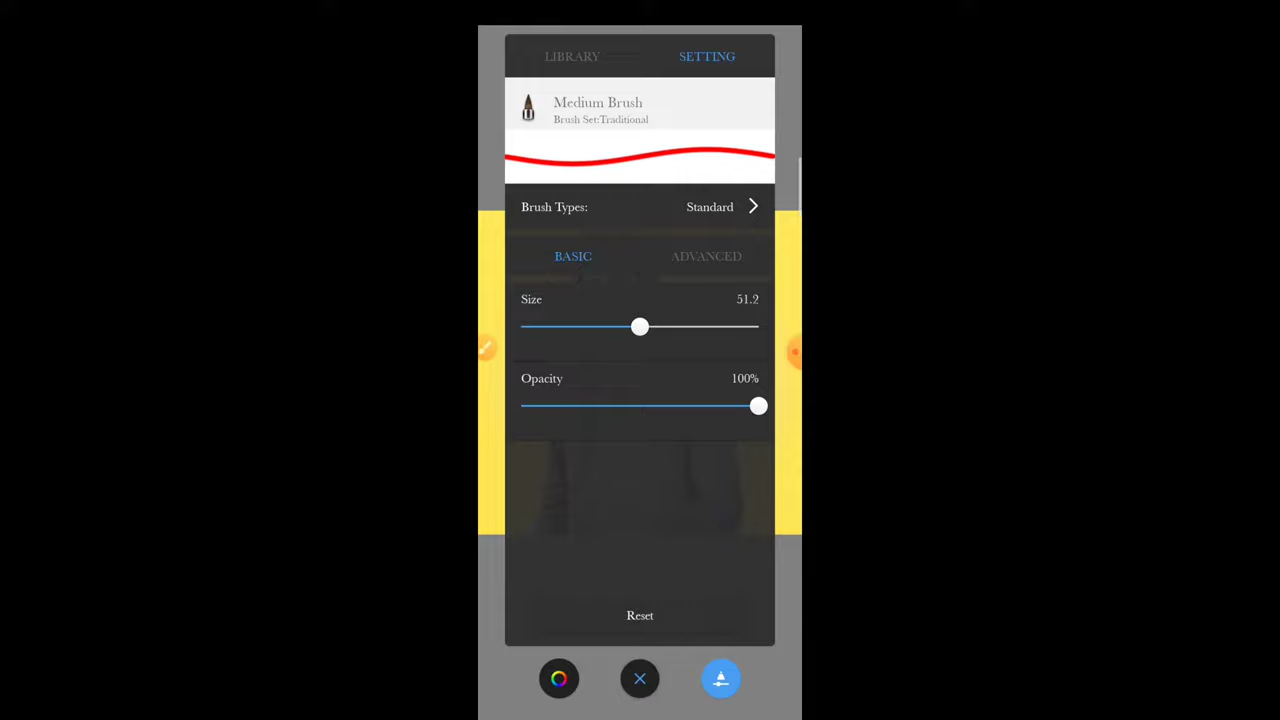 LIBRARY SETTING
Medium Brush
Brush Set:Traditional
Brush Types: Standard
BASIC ADVANCED
Size 51.2
Opacity 100%
Reset